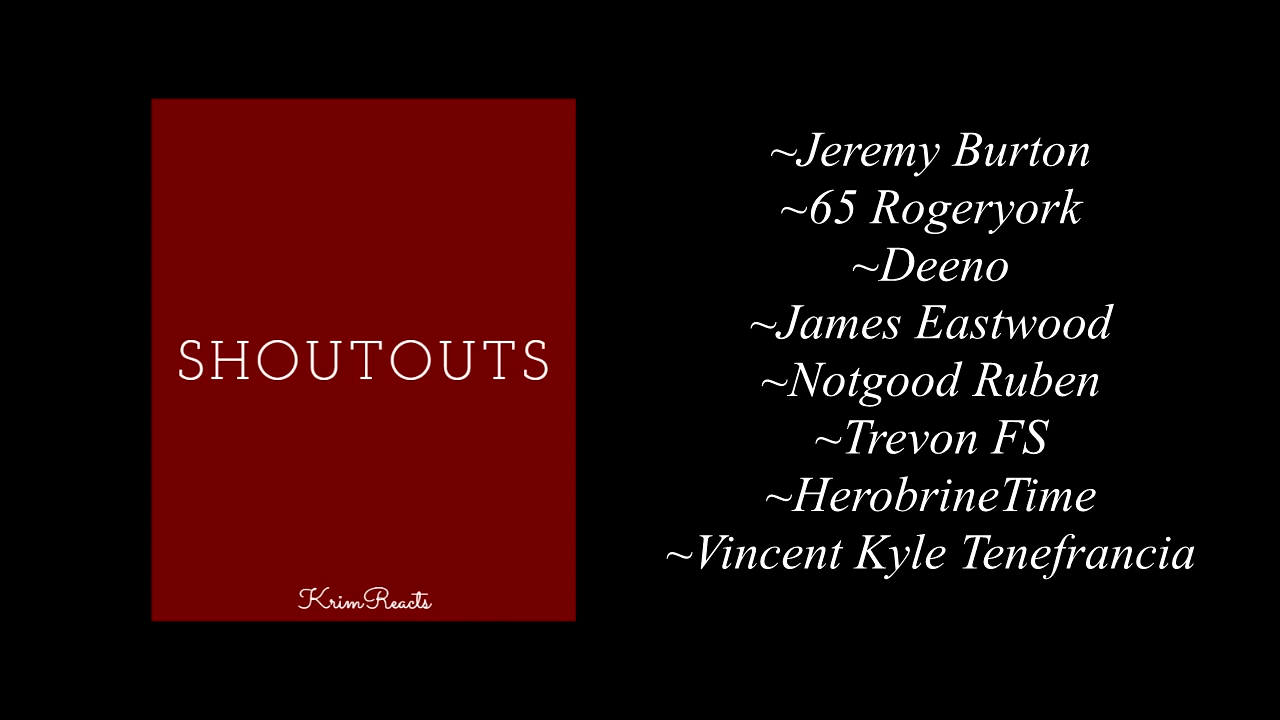 SHOUTOUTS
KrimReacts
~Jeremy Burton
~65 Rogeryork
~Deeno
~James Eastwood
~Notgood Ruben
~Trevon FS
~HerobrineTime
~Vincent Kyle Tenefrancia